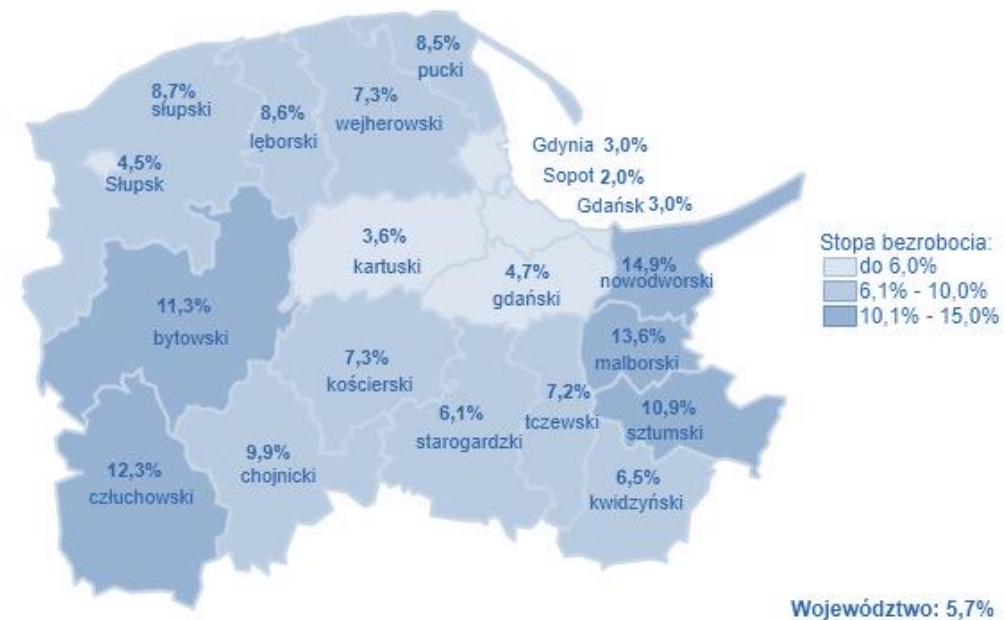 8,5%
pucki
8,7%
słupski
8,6%
lęborski
7,3%
wejherowski
Gdynia 3,0%
Sopot 2,0%
Gdańsk 3,0%
4,5%
Słupsk
3,6%
kartuski
4,7%
gdański
14,9%
nowodworski
Stopa bezrobocia:
do 6,0%
6,1% - 10,0%
10,1% - 15,0%
11,3%
bytowski
13,6%
malborski
7,3%
kościerski
6,1%
starogardzki
7,2%
tczewski
10,9%
sztumski
12,3%
człuchowski
9,9%
chojnicki
6,5%
kwidzyński
Województwo: 5,7%